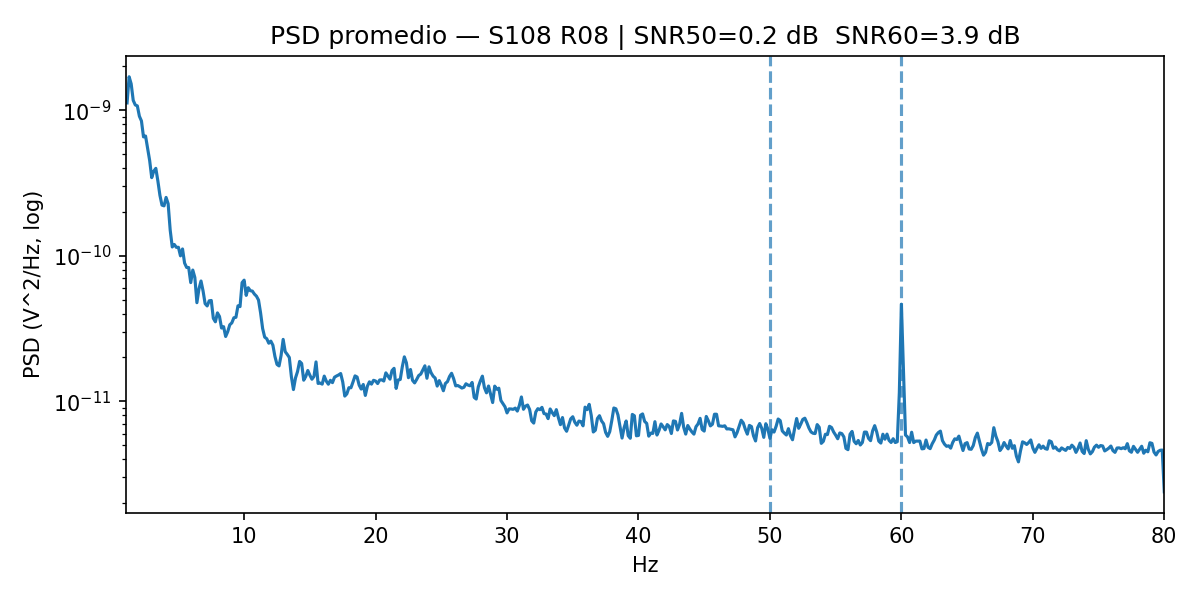 PSD promedio — S108 R08 | SNR50=0.2 dB  SNR60=3.9 dB
10⁻⁹
10⁻¹⁰
10⁻¹¹
PSD (V^2/Hz, log)
10 20 30 40 50 60 70 80
Hz